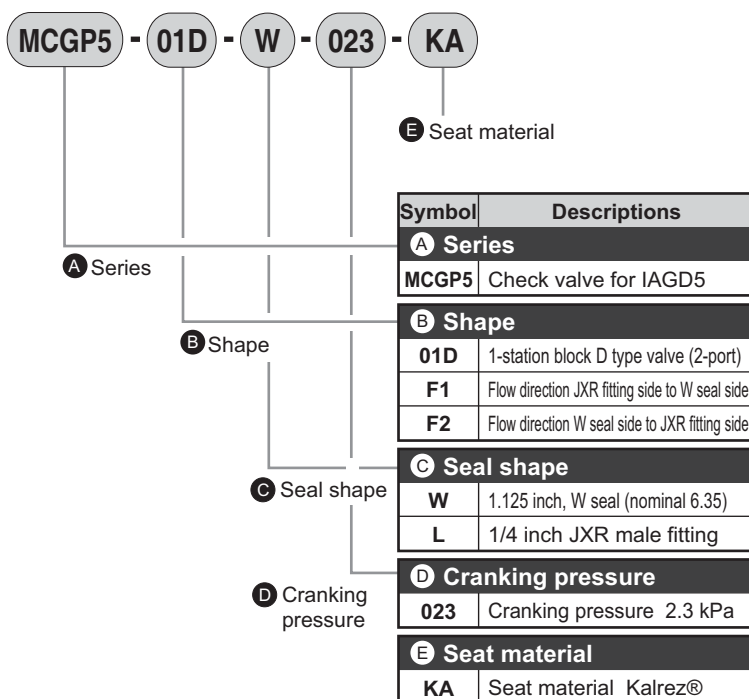 MCGP5 - 01D - W - 023 - KA
E Seat material
Symbol Descriptions
A Series
A Series
MCGP5 Check valve for IAGD5
B Shape
B Shape
01D 1-station block D type valve (2-port)
F1 Flow direction JXR fitting side to W seal side
F2 Flow direction W seal side to JXR fitting side
C Seal shape
C Seal shape
W 1.125 inch, W seal (nominal 6.35)
L 1/4 inch JXR male fitting
D Cranking
pressure
D Cranking pressure
023 Cranking pressure 2.3 kPa
E Seat material
KA Seat material Kalrez®